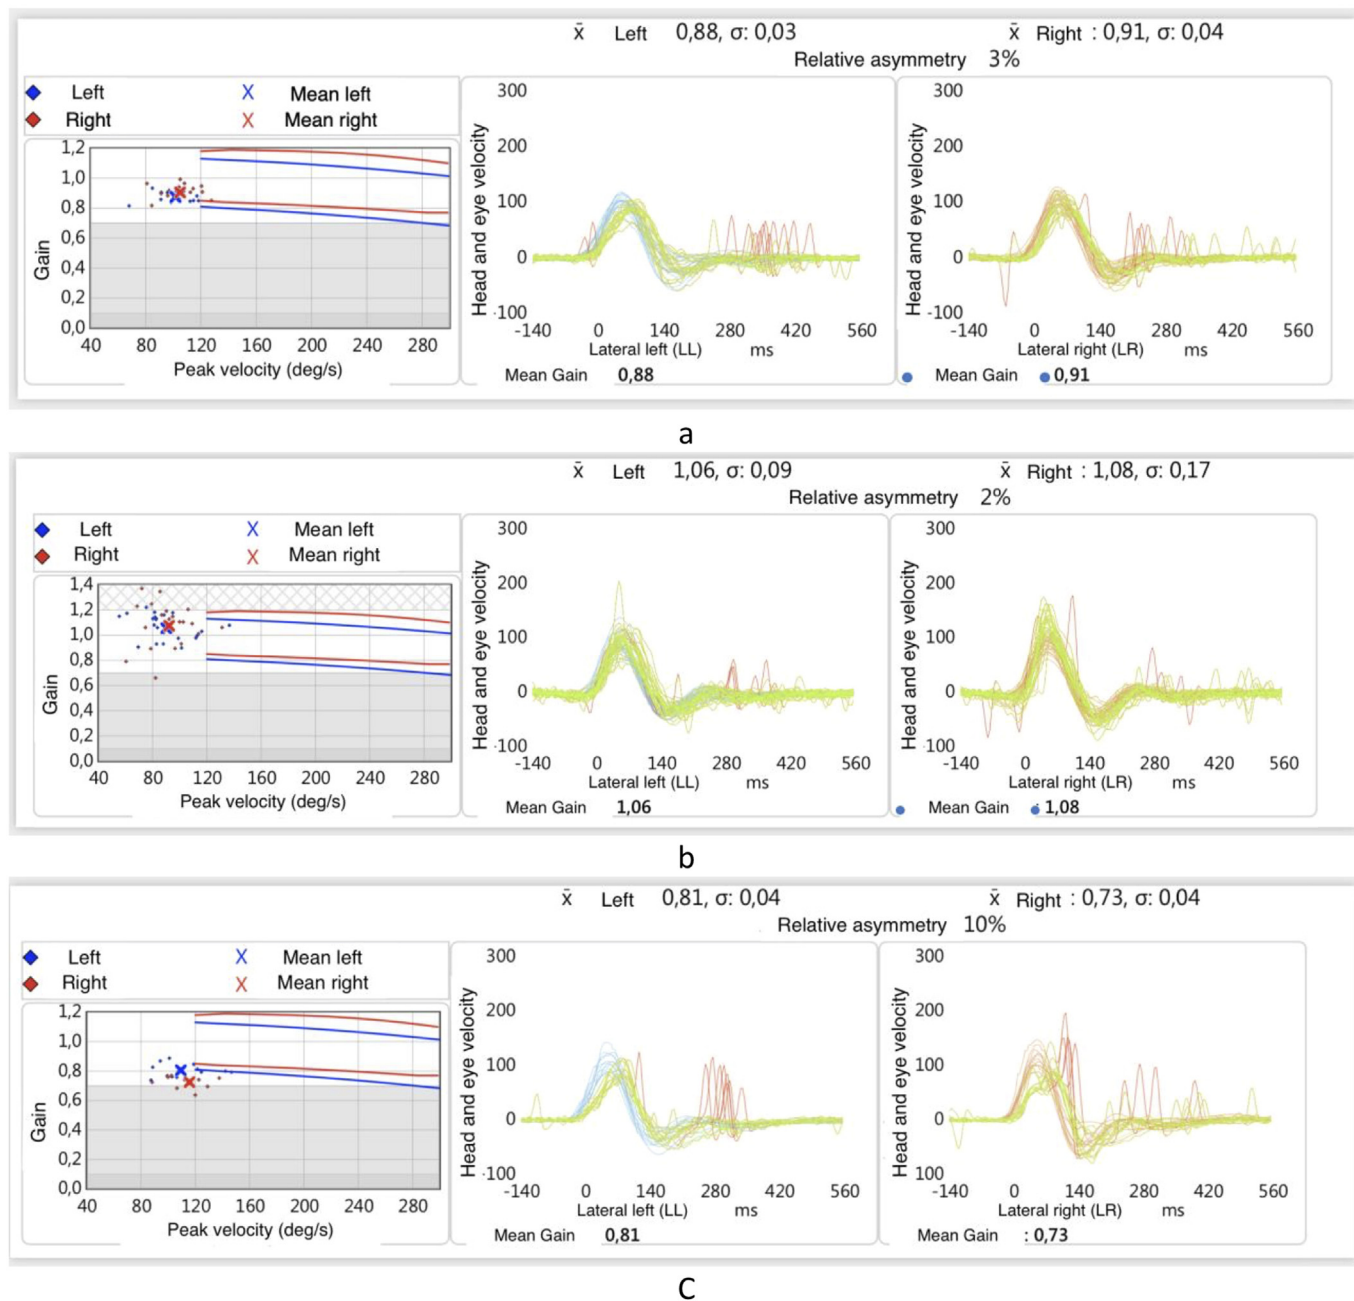 x̄ Left 0,88, σ: 0,03 x̄ Right : 0,91, σ: 0,04
Relative asymmetry 3%
Left Mean left
Right Mean right
Gain
1,2
1,0
0,8
0,6
0,4
0,2
0,0
40 80 120 160 200 240 280
Peak velocity (deg/s)
Head and eye velocity
300
200
100
0
-100
-140 0 140 280 420 560
Lateral left (LL) ms
Mean Gain 0,88
Head and eye velocity
300
200
100
0
-100
-140 0 140 280 420 560
Lateral right (LR) ms
Mean Gain 0,91
a
x̄ Left 1,06, σ: 0,09 x̄ Right : 1,08, σ: 0,17
Relative asymmetry 2%
Left Mean left
Right Mean right
Gain
1,4
1,2
1,0
0,8
0,6
0,4
0,2
0,0
40 80 120 160 200 240 280
Peak velocity (deg/s)
Head and eye velocity
300
200
100
0
-100
-140 0 140 280 420 560
Lateral left (LL) ms
Mean Gain 1,06
Head and eye velocity
300
200
100
0
-100
-140 0 140 280 420 560
Lateral right (LR) ms
Mean Gain : 1,08
b
x̄ Left 0,81, σ: 0,04 x̄ Right : 0,73, σ: 0,04
Relative asymmetry 10%
Left Mean left
Right Mean right
Gain
1,2
1,0
0,8
0,6
0,4
0,2
0,0
40 80 120 160 200 240 280
Peak velocity (deg/s)
Head and eye velocity
300
200
100
0
-100
-140 0 140 280 420 560
Lateral left (LL) ms
Mean Gain 0,81
Head and eye velocity
300
200
100
0
100
-140 0 140 280 420 560
Lateral right (LR) ms
Mean Gain : 0,73
C